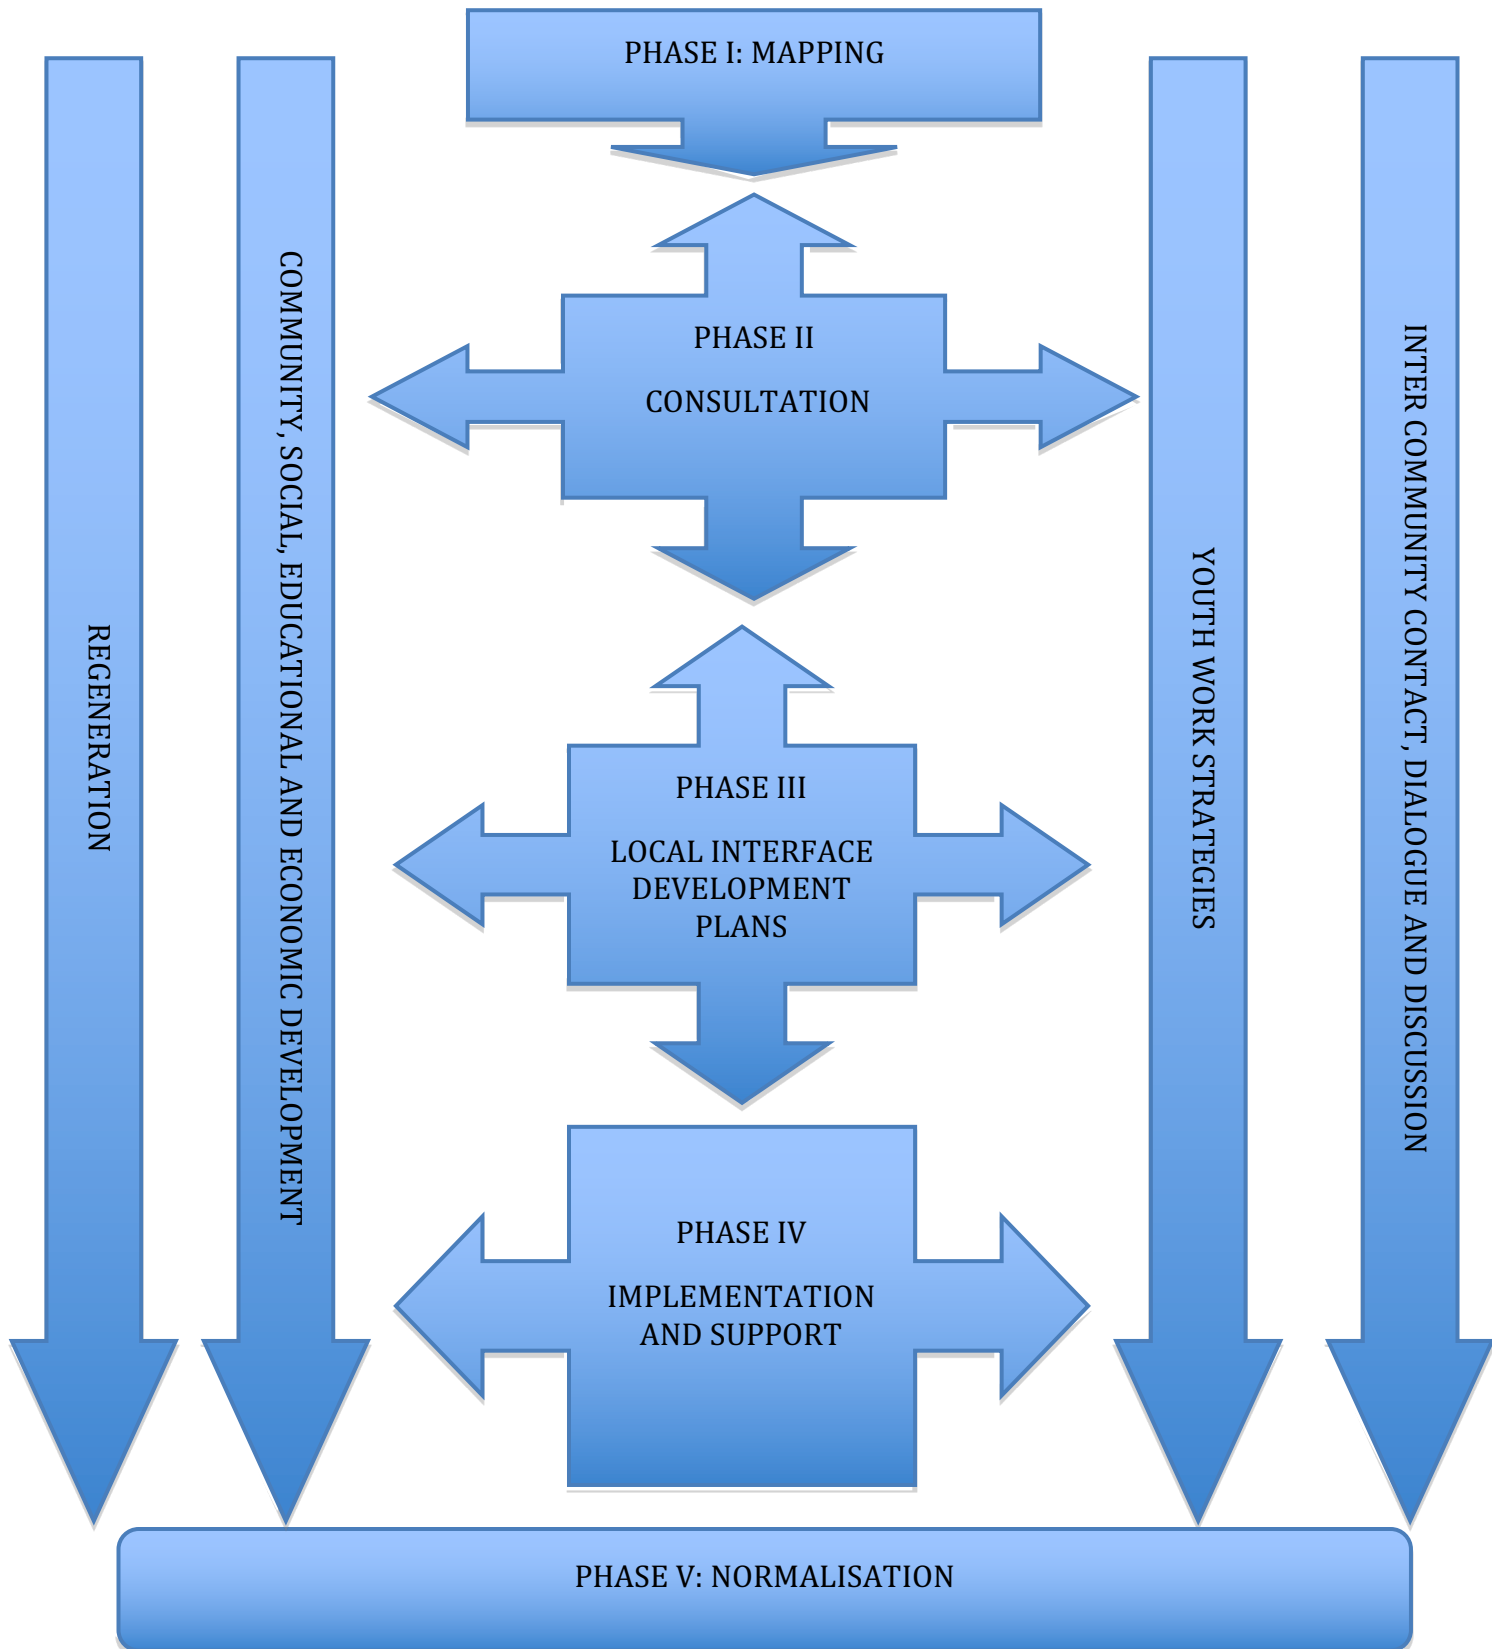 PHASE I: MAPPING
REGENERATION
COMMUNITY, SOCIAL, EDUCATIONAL AND ECONOMIC DEVELOPMENT
PHASE II
CONSULTATION
PHASE III
LOCAL INTERFACE
DEVELOPMENT
PLANS
PHASE IV
IMPLEMENTATION
AND SUPPORT
YOUTH WORK STRATEGIES
INTER COMMUNITY CONTACT, DIALOGUE AND DISCUSSION
PHASE V: NORMALISATION